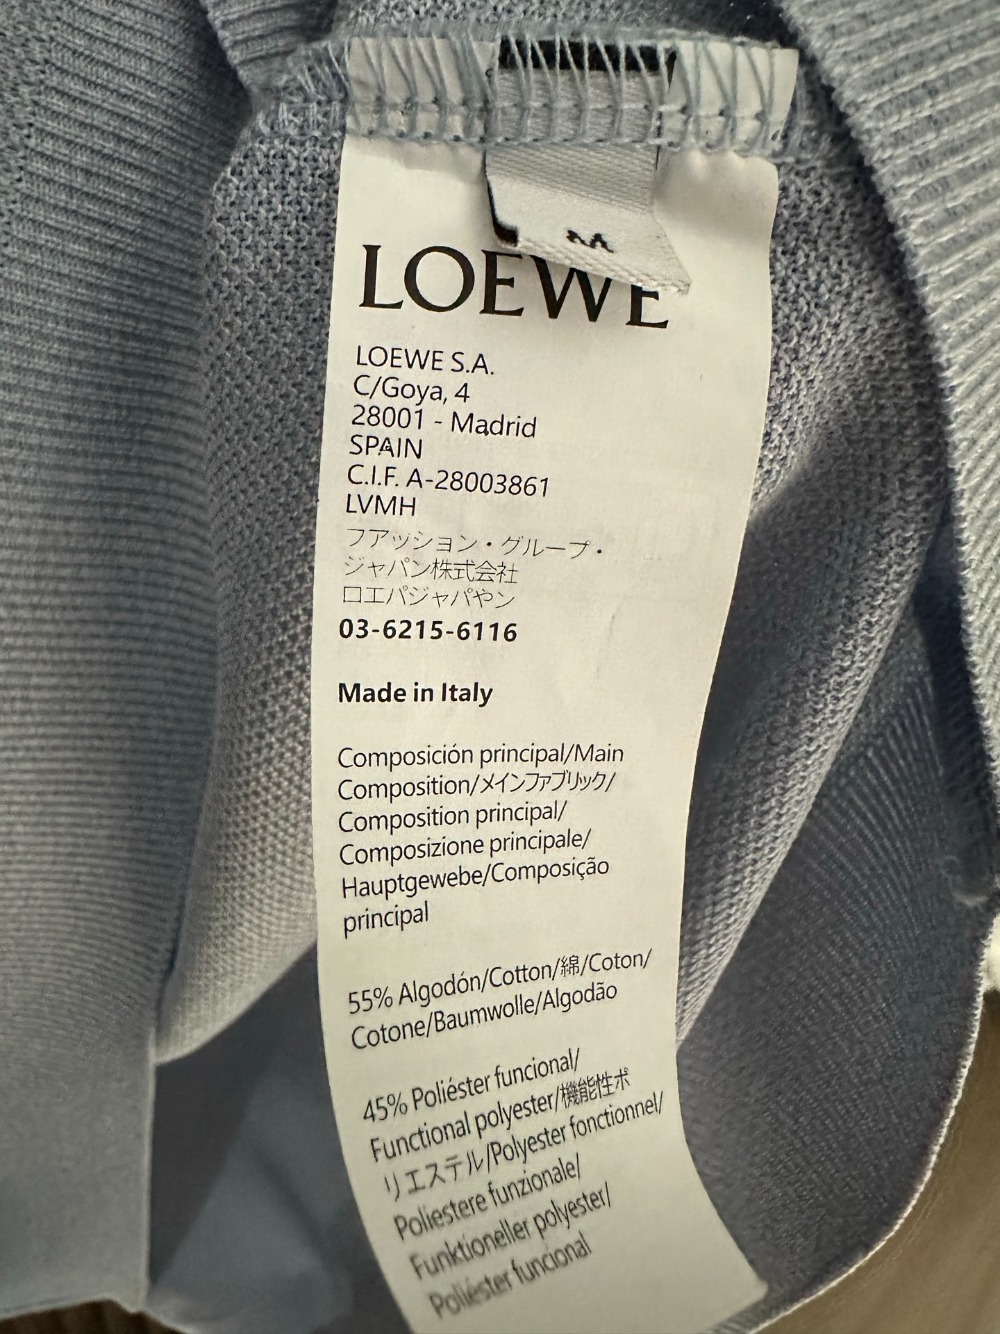 M
LOEWE
LOEWE S.A.
C/Goya, 4
28001 - Madrid
SPAIN
C.I.F. A-28003861
LVMH
フアッション・グループ・
ジャパン株式会社
ロエパジャパヤン
03-6215-6116
Made in Italy
Composición principal/Main
Composition/メインファブリック/
Composition principal/
Composizione principale/
Hauptgewebe/Composição
principal
55% Algodón/Cotton/綿/Coton/
Cotone/Baumwolle/Algodão
45% Poliéster funcional/
Functional polyester/機能性ポ
リエステル/Polyester fonctionnel/
Poliestere funzionale/
Funktioneller polyester/
Poliéster funcional